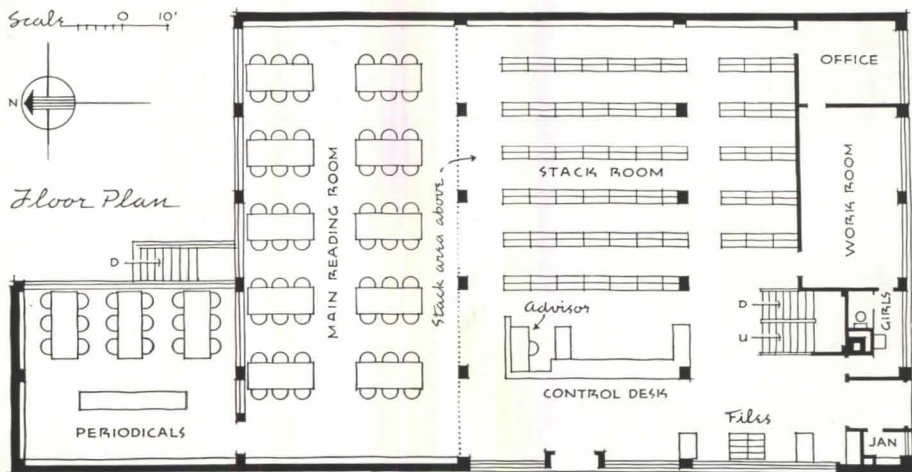 Scale 0 10'
N
Floor Plan
D
MAIN READING ROOM
Stack area above
STACK ROOM
OFFICE
WORK ROOM
Advisor
D
U
GIRLS
CONTROL DESK
PERIODICALS
Files
JAN